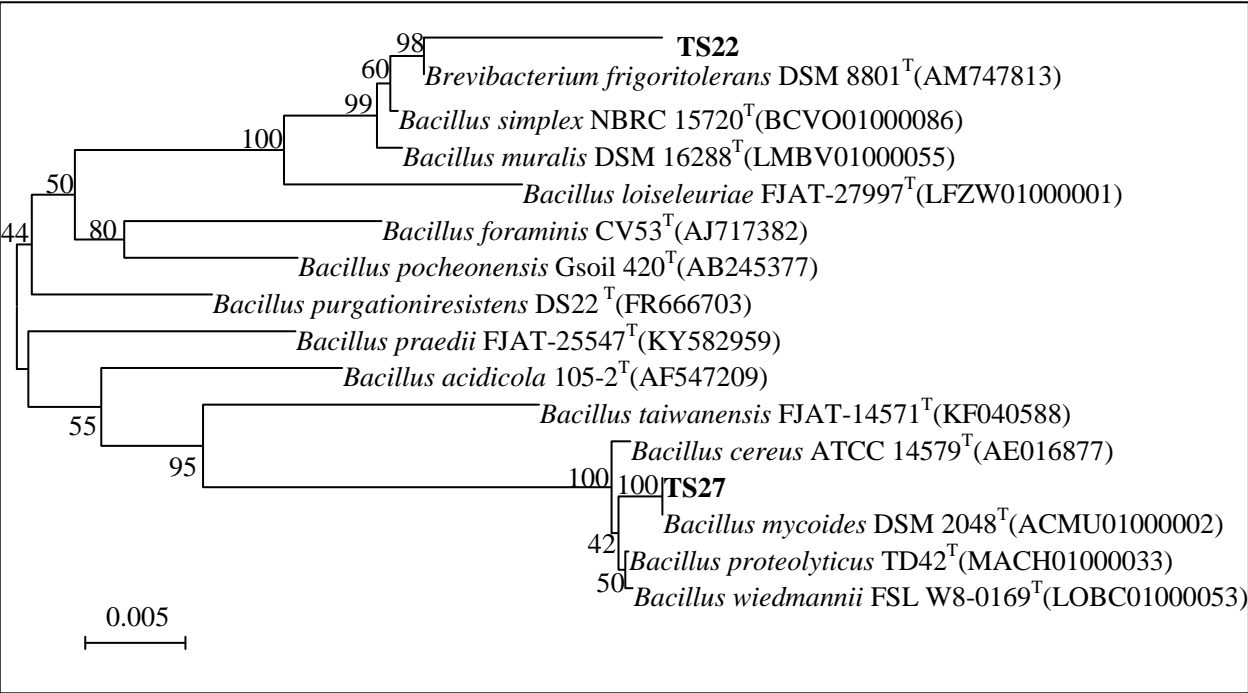 98 TS22
60 Brevibacterium frigoritolerans DSM 8801ᵀ(AM747813)
99 Bacillus simplex NBRC 15720ᵀ(BCVO01000086)
100 Bacillus muralis DSM 16288ᵀ(LMBV01000055)
50 Bacillus loiseleuriae FJAT-27997ᵀ(LFZW01000001)
44 80 Bacillus foraminis CV53ᵀ(AJ717382)
Bacillus pocheonensis Gsoil 420ᵀ(AB245377)
Bacillus purgationiresistens DS22 ᵀ(FR666703)
Bacillus praedii FJAT-25547ᵀ(KY582959)
Bacillus acidicola 105-2ᵀ(AF547209)
55 Bacillus taiwanensis FJAT-14571ᵀ(KF040588)
95 Bacillus cereus ATCC 14579ᵀ(AE016877)
100 100 TS27
Bacillus mycoides DSM 2048ᵀ(ACMU01000002)
42 Bacillus proteolyticus TD42ᵀ(MACH01000033)
50 Bacillus wiedmannii FSL W8-0169ᵀ(LOBC01000053)
0.005